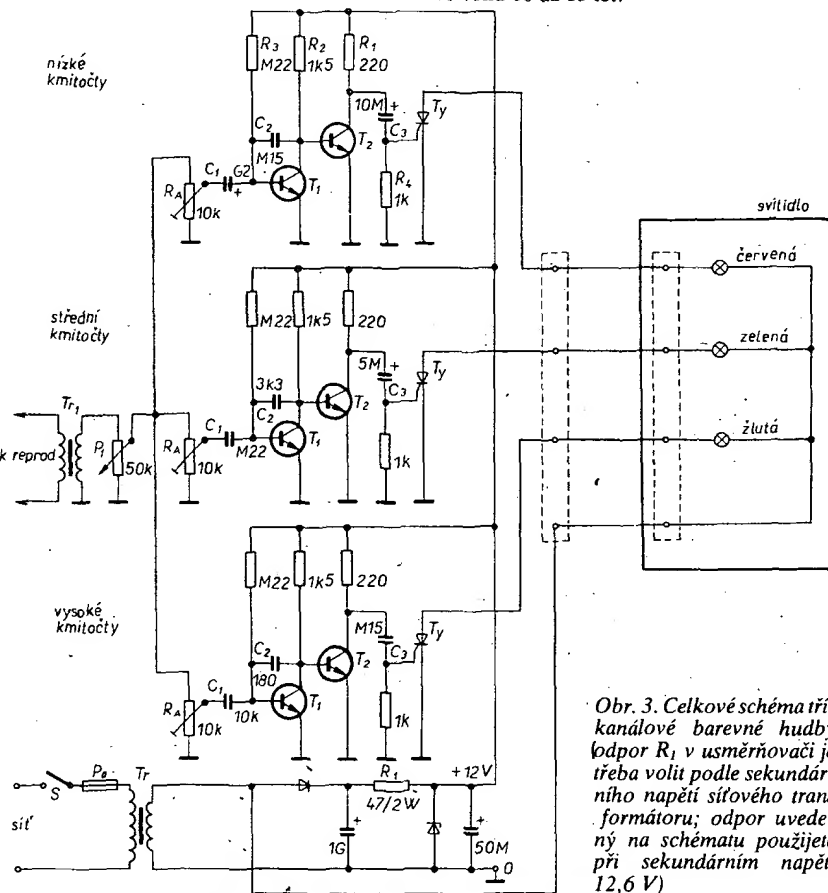 nízké
kmitočty
R3
M22
R2
1k5
R1
220
10M
+
Ty
C2
M15
T2
C3
C1
G2
+
T1
R4
1k
RA
10k
svítidlo
červená
střední
kmitočty
M22
1k5
220
zelená
5M
+
Ty
3k3
C2
T2
C3
Tr1
žlutá
k reprod
P1
50k
RA
10k
C1
M22
T1
1k
M22
1k5
220
vysoké
kmitočty
M15
Ty
C2
180
T2
C3
RA
10k
C1
10k
T1
1k
S
Po
Tr
R1
47/2W
+12V
síť
+
1G
+
50M
0
Obr. 3. Celkové schéma tří-
kanálové barevné hudby
(odpor R1 v usměrňovači je
třeba volit podle sekundár-
ního napětí síťového trans-
formátoru; odpor uvede-
ný na schématu použijete
při sekundárním napětí
12,6 V)